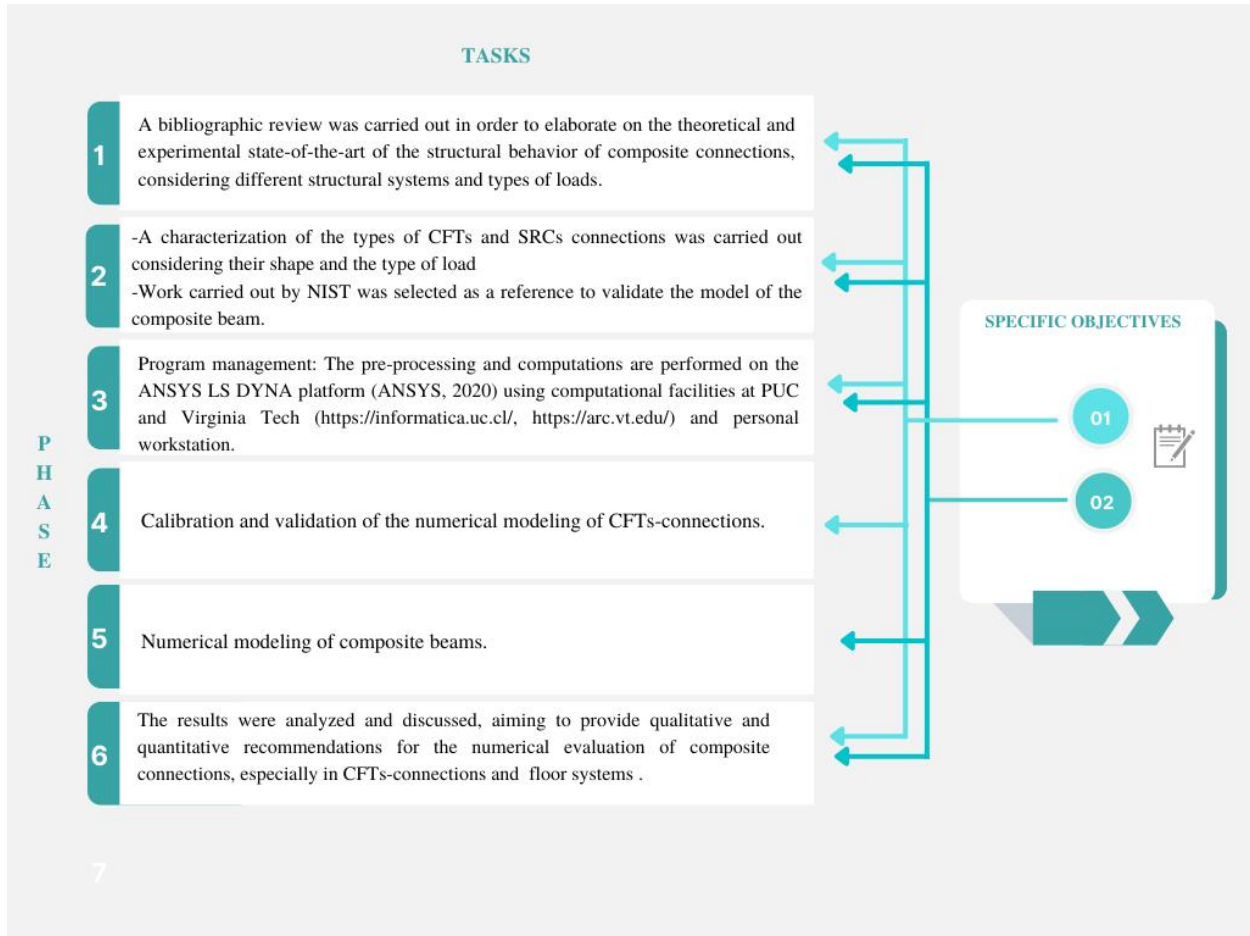 TASKS
1
A bibliographic review was carried out in order to elaborate on the theoretical and
experimental state-of-the-art of the structural behavior of composite connections,
considering different structural systems and types of loads.
2
-A characterization of the types of CFTs and SRCs connections was carried out
considering their shape and the type of load
-Work carried out by NIST was selected as a reference to validate the model of the
composite beam.
3
Program management: The pre-processing and computations are performed on the
ANSYS LS DYNA platform (ANSYS, 2020) using computational facilities at PUC
and Virginia Tech (https://informatica.uc.cl/, https://arc.vt.edu/) and personal
workstation.
4
Calibration and validation of the numerical modeling of CFTs-connections.
5
Numerical modeling of composite beams.
6
The results were analyzed and discussed, aiming to provide qualitative and
quantitative recommendations for the numerical evaluation of composite
connections, especially in CFTs-connections and floor systems .
7
P
H
A
S
E
SPECIFIC OBJECTIVES
01
02